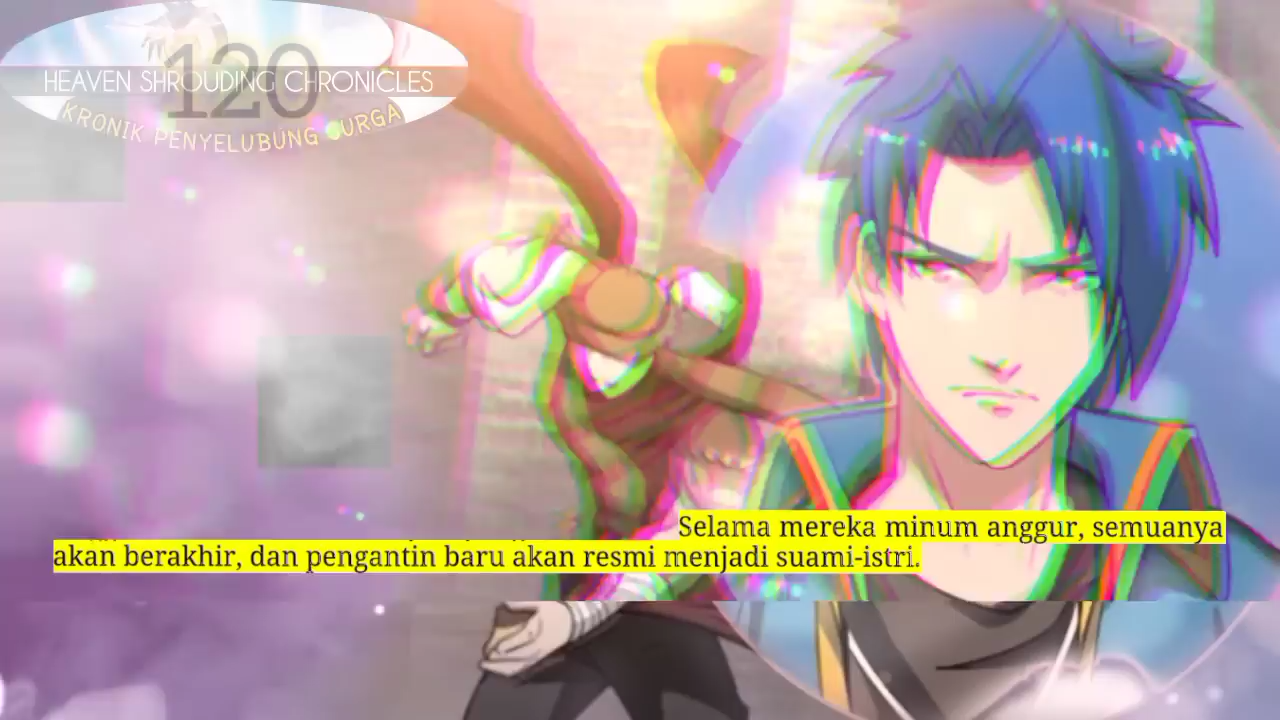 120
HEAVEN SHROUDING CHRONICLES
KRONIK PENYELUBUNG SURGA
Selama mereka minum anggur, semuanya
akan berakhir, dan pengantin baru akan resmi menjadi suami-istri.